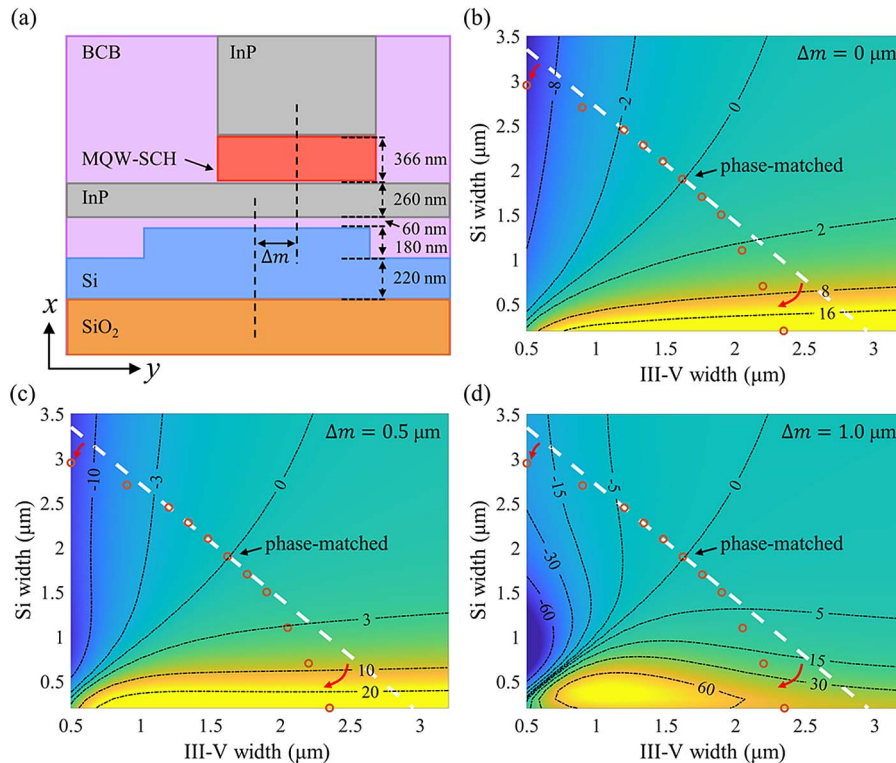 (a)
BCB
InP
MQW-SCH
366 nm
InP
260 nm
60 nm
180 nm
Δm
Si
220 nm
SiO₂
x
y
(b)
Δm = 0 μm
Si width (μm)
3.5
3
2.5
2
1.5
1
0.5
-8
-2
0
phase-matched
2
8
16
0.5
1
1.5
2
2.5
3
III-V width (μm)
(c)
Δm = 0.5 μm
Si width (μm)
3.5
3
2.5
2
1.5
1
0.5
-10
-3
0
phase-matched
3
10
20
0.5
1
1.5
2
2.5
3
III-V width (μm)
(d)
Δm = 1.0 μm
Si width (μm)
3.5
3
2.5
2
1.5
1
0.5
-15
-5
0
-30
-60
phase-matched
5
15
30
60
0.5
1
1.5
2
2.5
3
III-V width (μm)